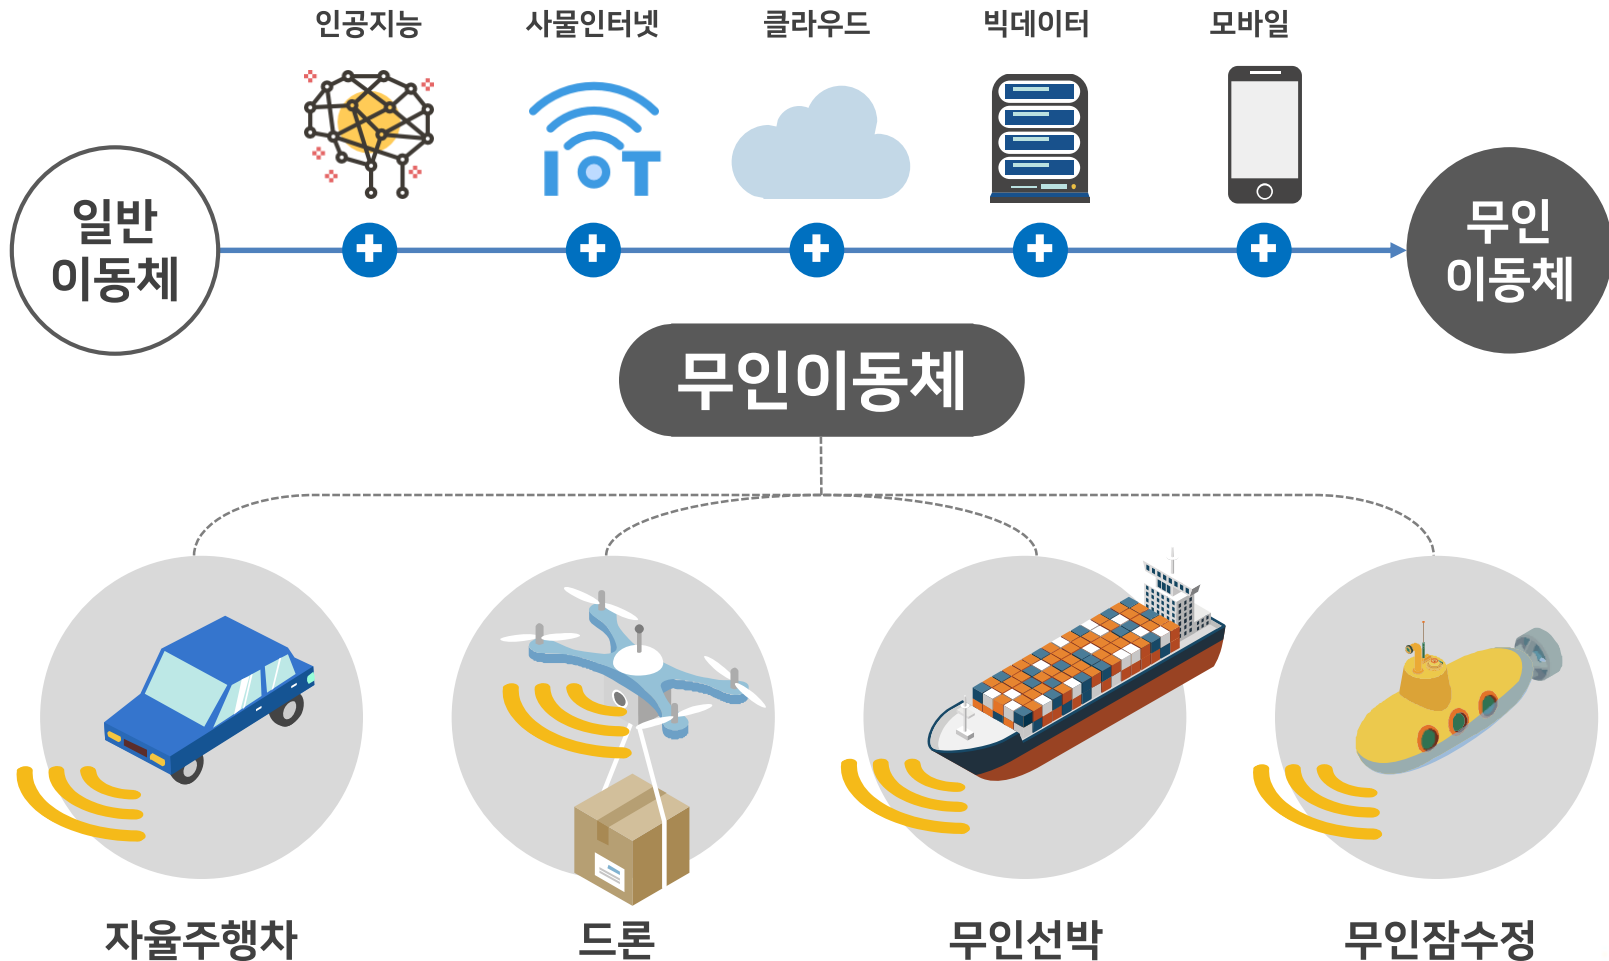 인공지능
사물인터넷
클라우드
빅데이터
모바일
IoT
일반
이동체
무인
이동체
무인이동체
자율주행차
드론
무인선박
무인잠수정